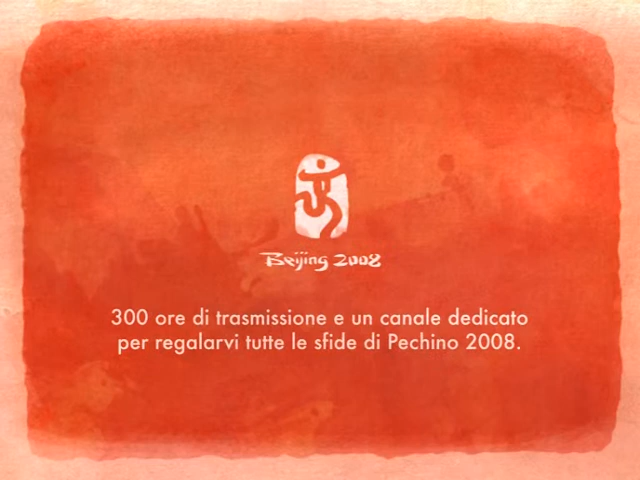 Beijing 2008
300 ore di trasmissione e un canale dedicato
per regalarvi tutte le sfide di Pechino 2008.